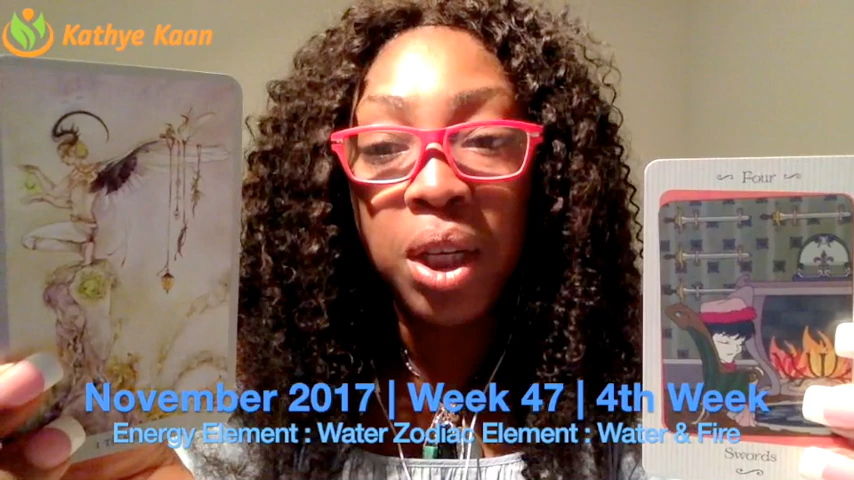 Kathye Kaan
Four
November 2017 | Week 47 | 4th Week
Energy Element : Water Zodiac Element : Water & Fire
Swords